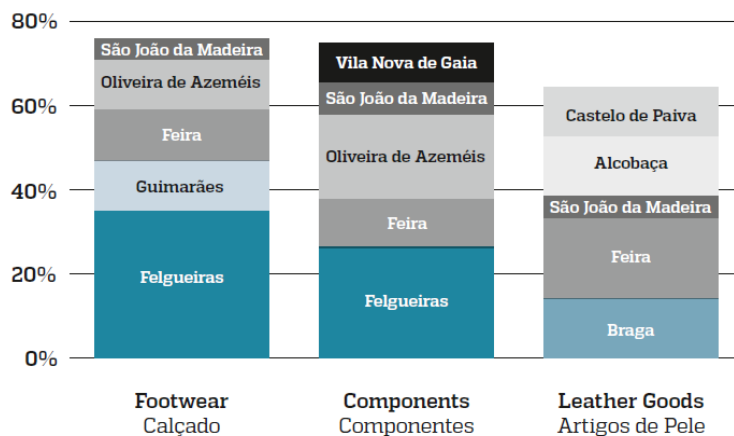 80%
60%
40%
20%
0%
São João da Madeira
Oliveira de Azeméis
Feira
Guimarães
Felgueiras
Vila Nova de Gaia
São João da Madeira
Oliveira de Azeméis
Feira
Felgueiras
Castelo de Paiva
Alcobaça
São João da Madeira
Feira
Braga
Footwear
Calçado
Components
Componentes
Leather Goods
Artigos de Pele